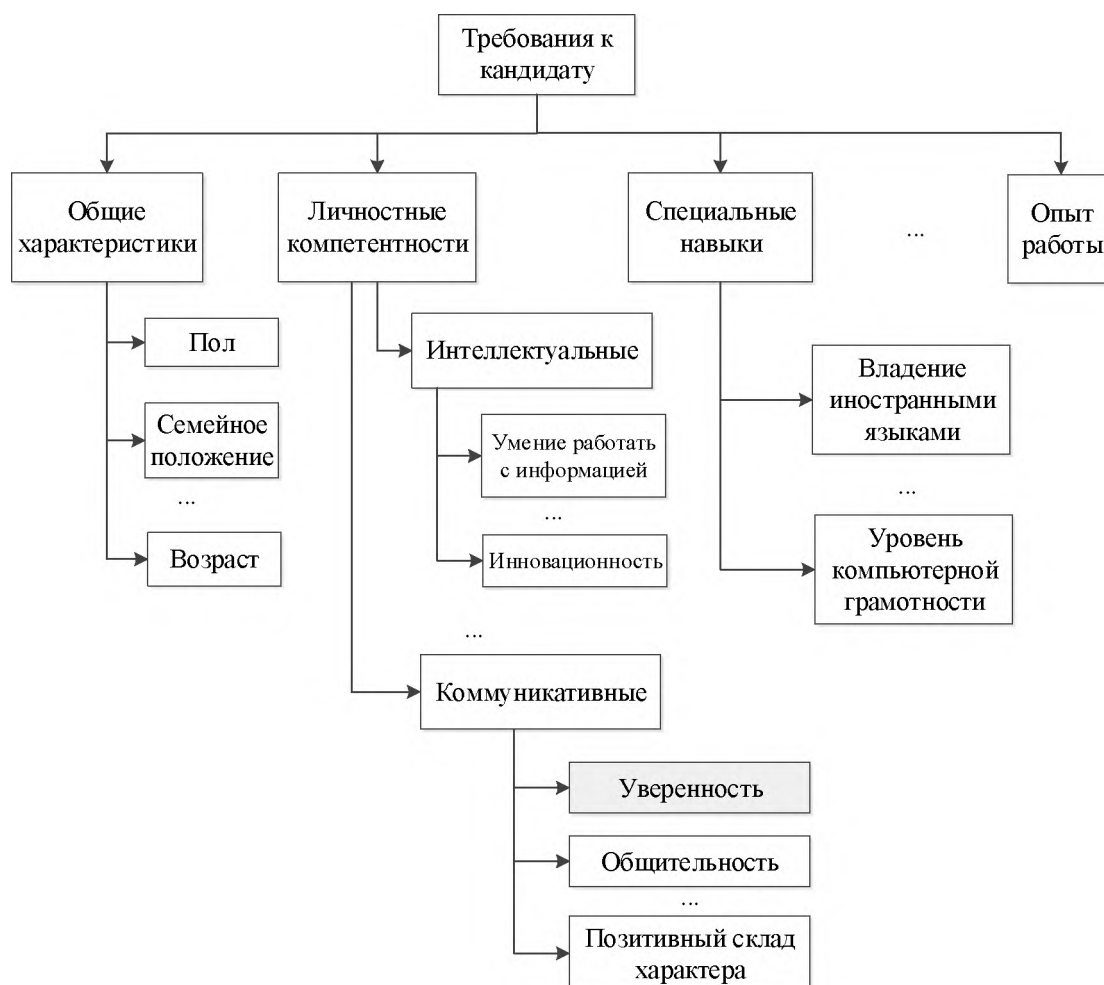 Требования к
кандидату
Общие
характеристики
Личностные
компетентности
Специальные
навыки
...
Опыт
работы
Пол
Семейное
положение
...
Возраст
Интеллектуальные
Умение работать
с информацией
...
Инновационность
...
Коммуникативные
Уверенность
Общительность
...
Позитивный склад
характера
Владение
иностранными
языками
...
Уровень
компьютерной
грамотности